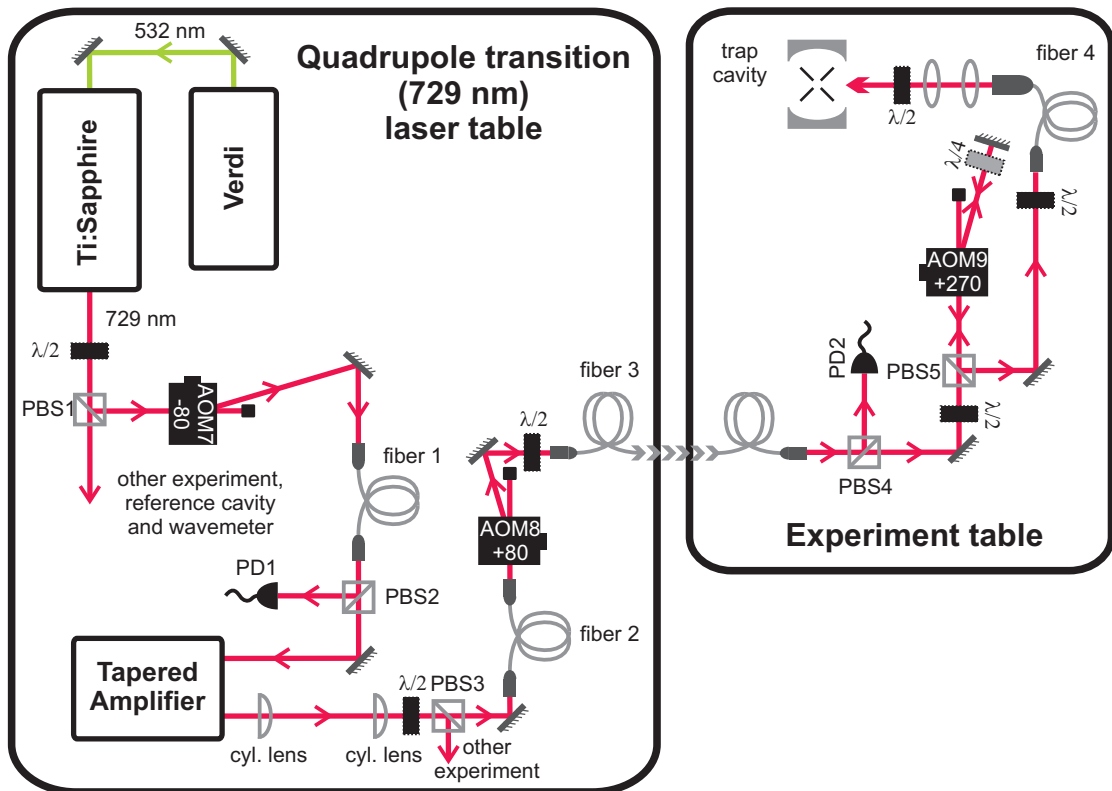 532 nm
Quadrupole transition
(729 nm)
laser table
Ti:Sapphire
Verdi
729 nm
λ/2
PBS1
AOM7
-80
other experiment,
reference cavity
and wavemeter
fiber 1
PD1
PBS2
Tapered
Amplifier
cyl. lens
cyl. lens
λ/2
PBS3
other
experiment
fiber 2
AOM8
+80
λ/2
fiber 3
trap
cavity
λ/2
fiber 4
λ/4
λ/2
AOM9
+270
PD2
PBS5
λ/2
PBS4
Experiment table